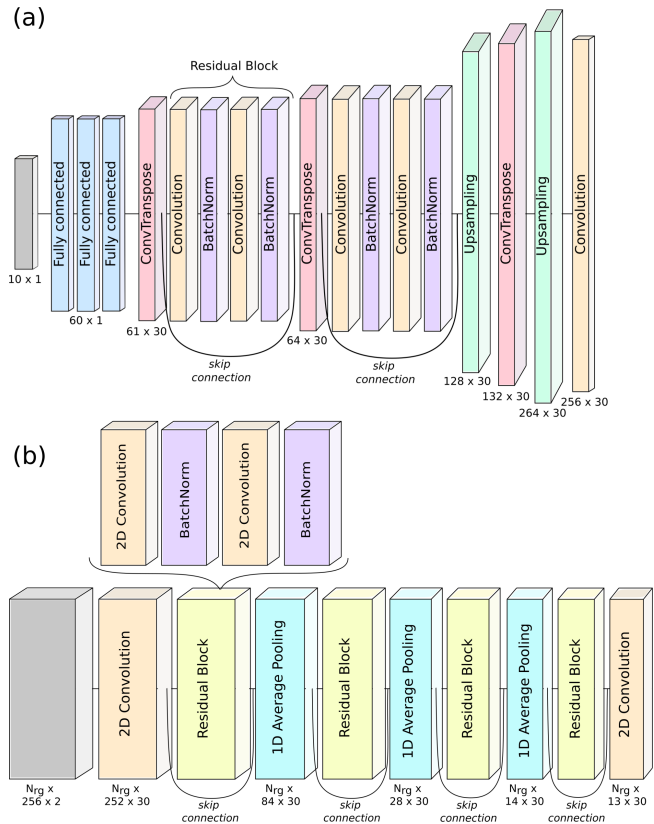 (a)
Residual Block
Fully connected
Fully connected
Fully connected
ConvTranspose
Convolution
BatchNorm
Convolution
BatchNorm
ConvTranspose
Convolution
BatchNorm
Convolution
BatchNorm
Upsampling
ConvTranspose
Upsampling
Convolution
10 x 1
60 x 1
61 x 30
skip
connection
64 x 30
skip
connection
128 x 30
132 x 30
264 x 30
256 x 30
(b)
2D Convolution
BatchNorm
2D Convolution
BatchNorm
2D Convolution
Residual Block
1D Average Pooling
Residual Block
1D Average Pooling
Residual Block
1D Average Pooling
Residual Block
2D Convolution
Nrg x
256 x 2
Nrg x
252 x 30
skip
connection
Nrg x
84 x 30
skip
connection
Nrg x
28 x 30
skip
connection
Nrg x
14 x 30
skip
connection
Nrg x
13 x 30